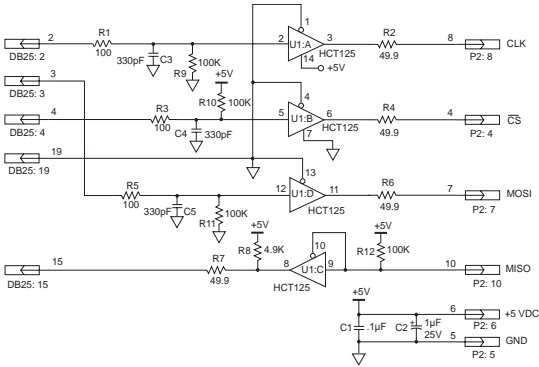 2
R1
100
330pF
C3
R9
100K
+5V
2
U1:A
1
3
14
HCT125
+5V
R2
49.9
8
CLK
P2: 8
DB25: 2
3
DB25: 3
4
DB25: 4
R3
100
C4
330pF
R10
100K
5
U1:B
4
6
7
HCT125
R4
49.9
4
CS
P2: 4
19
DB25: 19
R5
100
330pF
C5
R11
100K
12
U1:D
13
11
HCT125
R6
49.9
7
MOSI
P2: 7
15
DB25: 15
R7
49.9
+5V
R8
4.9K
8
U1:C
10
9
HCT125
+5V
R12
100K
10
MISO
P2: 10
+5V
C1
.1µF
C2
+
1µF
25V
6
+5 VDC
P2: 6
5
GND
P2: 5